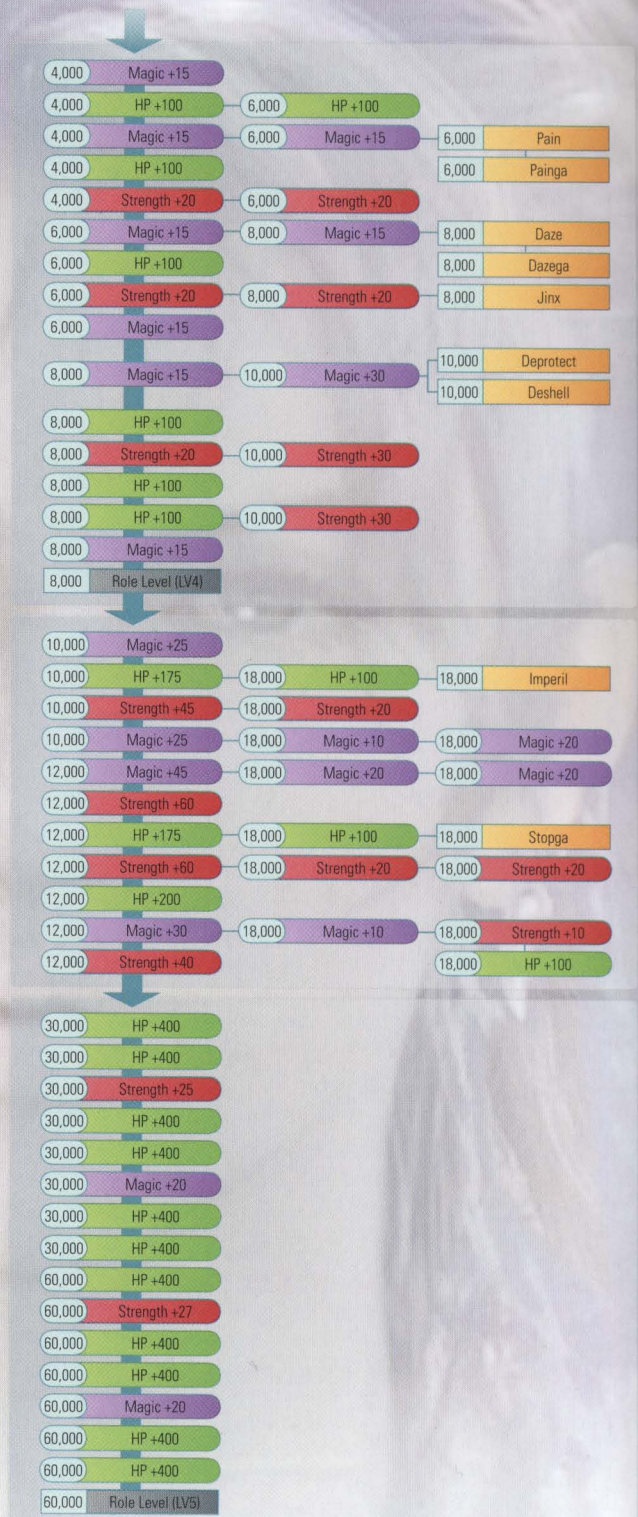 4,000 Magic +15
4,000 HP +100 6,000 HP +100
4,000 Magic +15 6,000 Magic +15 6,000 Pain
4,000 HP +100 6,000 Painga
4,000 Strength +20 6,000 Strength +20
6,000 Magic +15 8,000 Magic +15 8,000 Daze
6,000 HP +100 8,000 Dazega
6,000 Strength +20 8,000 Strength +20 8,000 Jinx
6,000 Magic +15
10,000 Deprotect
8,000 Magic +15 10,000 Magic +30
10,000 Deshell
8,000 HP +100
8,000 Strength +20 10,000 Strength +30
8,000 HP +100
8,000 HP +100 10,000 Strength +30
8,000 Magic +15
8,000 Role Level (LV4)
10,000 Magic +25
10,000 HP +175 18,000 HP +100 18,000 Imperil
10,000 Strength +45 18,000 Strength +20
10,000 Magic +25 18,000 Magic +10 18,000 Magic +20
12,000 Magic +45 18,000 Magic +20 18,000 Magic +20
12,000 Strength +60
12,000 HP +175 18,000 HP +100 18,000 Stopga
12,000 Strength +60 18,000 Strength +20 18,000 Strength +20
12,000 HP +200
12,000 Magic +30 18,000 Magic +10 18,000 Strength +10
12,000 Strength +40 18,000 HP +100
30,000 HP +400
30,000 HP +400
30,000 Strength +25
30,000 HP +400
30,000 HP +400
30,000 Magic +20
30,000 HP +400
30,000 HP +400
60,000 HP +400
60,000 Strength +27
60,000 HP +400
60,000 HP +400
60,000 Magic +20
60,000 HP +400
60,000 HP +400
60,000 Role Level (LV5)